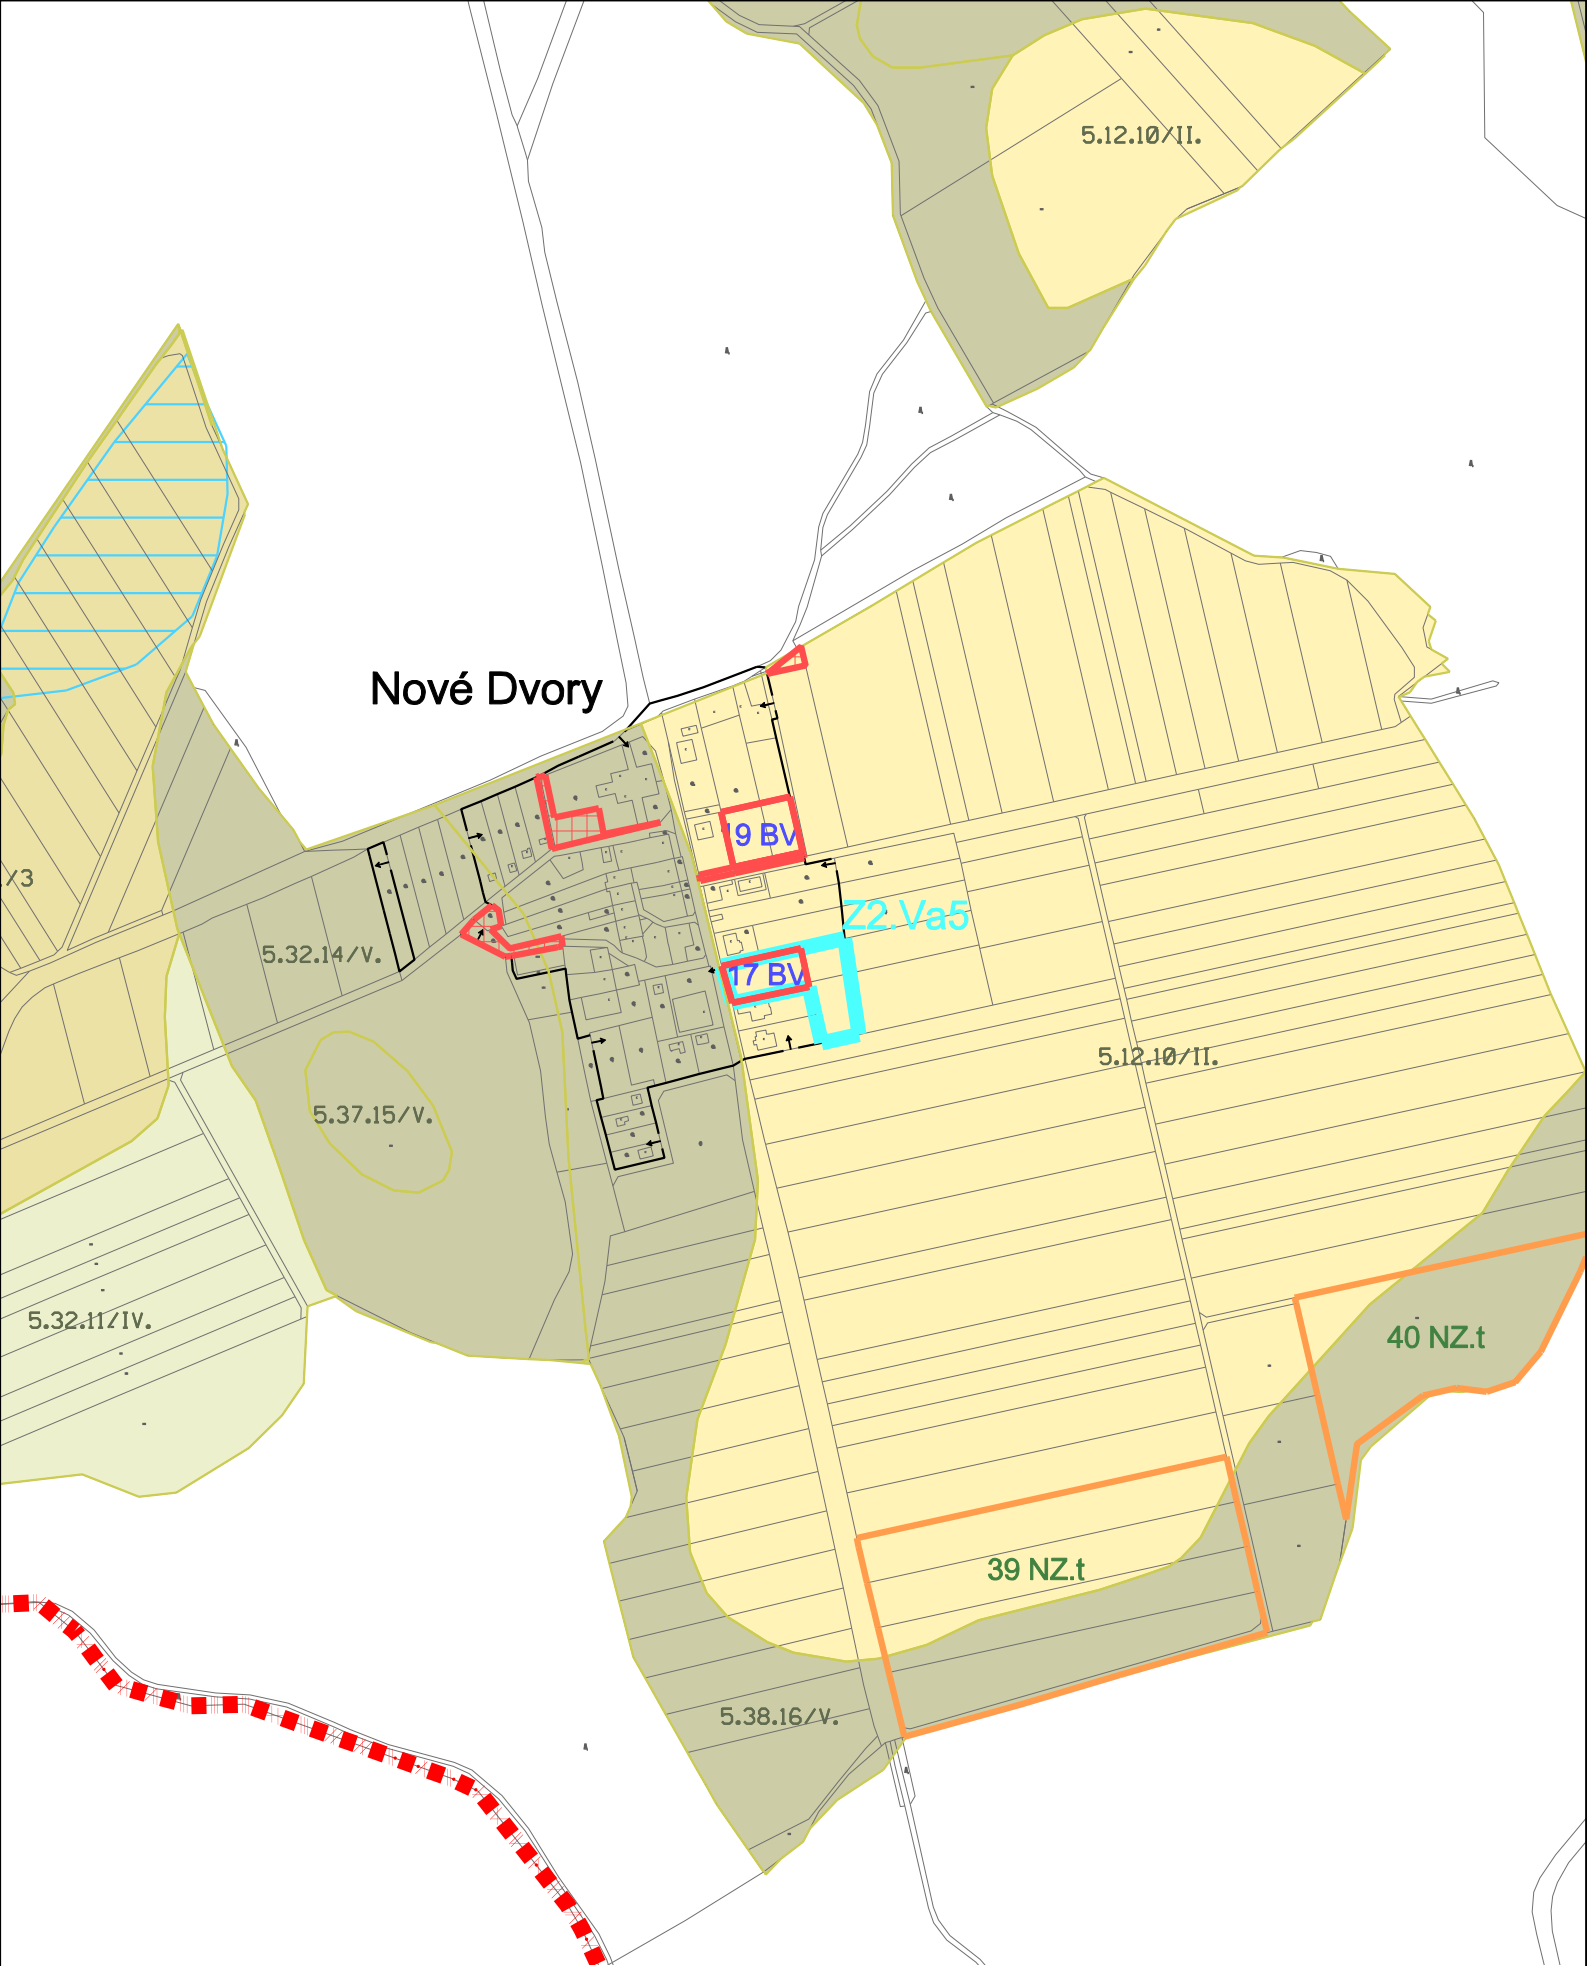 5.12.10/II.
Nové Dvory
19 BV
/3
Z2.Va5
5.32.14/V.
17 BV
5.12.10/II.
5.37.15/V.
5.32.11/IV.
40 NZ.t
39 NZ.t
5.38.16/V.